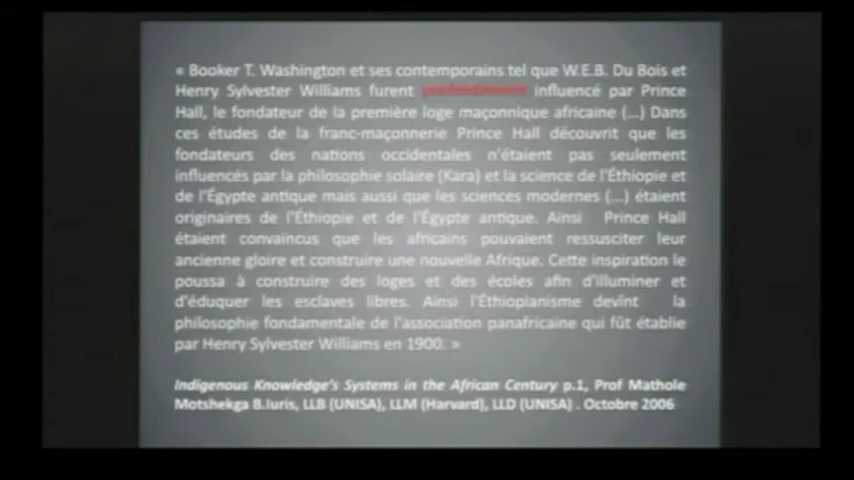 « Booker T. Washington et ses contemporains tel que W.E.B. Du Bois et
Henry Sylvester Williams furent influencé par Prince
Hall, le fondateur de la première loge maçonnique africaine (...) Dans
ces études de la franc-maçonnerie Prince Hall découvrit que les
fondateurs des nations occidentales n'étaient pas seulement
influencés par la philosophie solaire (Kara) et la science de l'Éthiopie et
de l'Égypte antique mais aussi que les sciences modernes (...) étaient
originaires de l'Éthiopie et de l'Égypte antique. Ainsi Prince Hall
étaient convaincus que les africains pouvaient ressusciter leur
ancienne gloire et construire une nouvelle Afrique. Cette inspiration le
poussa à construire des loges et des écoles afin d'illuminer et
d'éduquer les esclaves libres. Ainsi l'Éthiopianisme devînt la
philosophie fondamentale de l'association panafricaine qui fût établie
par Henry Sylvester Williams en 1900. »
Indigenous Knowledge's Systems in the African Century p.1, Prof Mathole
Motshekga B.Iuris, LLB (UNISA), LLM (Harvard), LLD (UNISA) . Octobre 2006